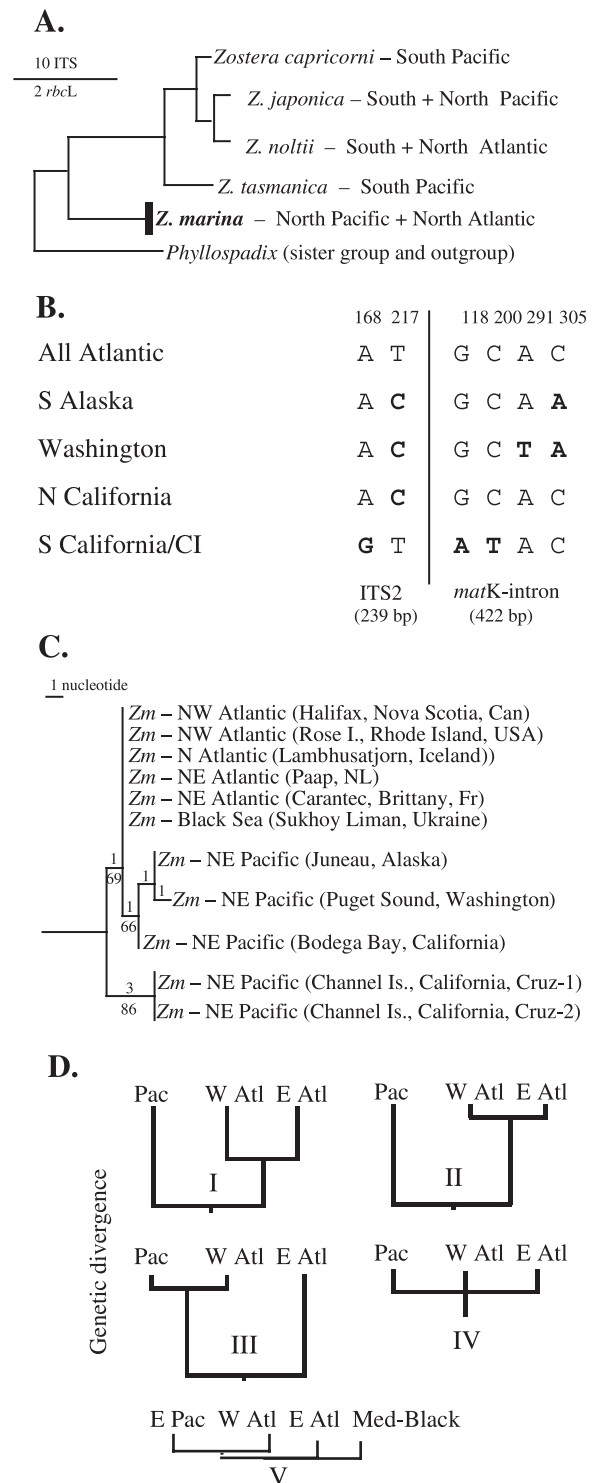 A.
10 ITS
2 rbcL
Zostera capricorni – South Pacific
Z. japonica – South + North Pacific
Z. noltii – South + North Atlantic
Z. tasmanica – South Pacific
Z. marina – North Pacific + North Atlantic
Phyllospadix (sister group and outgroup)
B.
168 217 118 200 291 305
All Atlantic A T G C A C
S Alaska A C G C A A
Washington A C G C T A
N California A C G C A C
S California/CI G T A T A C
ITS2 matK-intron
(239 bp) (422 bp)
C.
1 nucleotide
Zm – NW Atlantic (Halifax, Nova Scotia, Can)
Zm – NW Atlantic (Rose I., Rhode Island, USA)
Zm – N Atlantic (Lambhusatjorn, Iceland))
Zm – NE Atlantic (Paap, NL)
Zm – NE Atlantic (Carantec, Brittany, Fr)
Zm – Black Sea (Sukhoy Liman, Ukraine)
1
69
Zm – NE Pacific (Juneau, Alaska)
1
1
Zm – NE Pacific (Puget Sound, Washington)
1
66
Zm – NE Pacific (Bodega Bay, California)
3
86
Zm – NE Pacific (Channel Is., California, Cruz-1)
Zm – NE Pacific (Channel Is., California, Cruz-2)
D.
Genetic divergence
Pac W Atl E Atl
I
Pac W Atl E Atl
II
Pac W Atl E Atl
III
Pac W Atl E Atl
IV
E Pac W Atl E Atl Med-Black
V